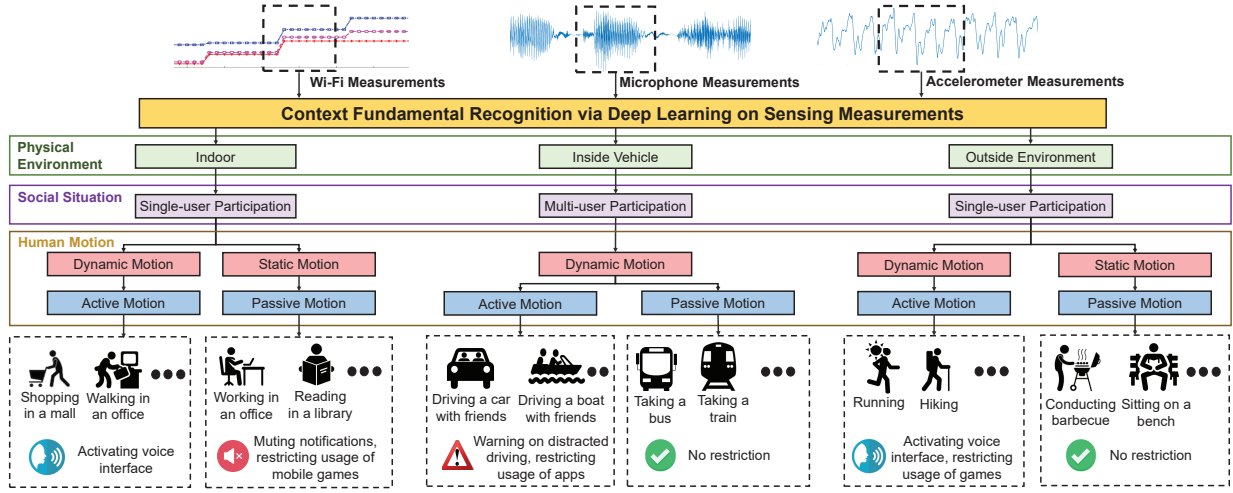 Wi-Fi Measurements
Microphone Measurements
Accelerometer Measurements
Context Fundamental Recognition via Deep Learning on Sensing Measurements
Physical
Environment
Indoor
Inside Vehicle
Outside Environment
Social Situation
Single-user Participation
Multi-user Participation
Single-user Participation
Human Motion
Dynamic Motion
Static Motion
Dynamic Motion
Dynamic Motion
Static Motion
Active Motion
Passive Motion
Active Motion
Passive Motion
Active Motion
Passive Motion
Shopping
in a mall
Walking in
an office
Activating voice
interface
Working in
an office
Reading
in a library
Muting notifications,
restricting usage of
mobile games
Driving a car
with friends
Driving a boat
with friends
Warning on distracted
driving, restricting
usage of apps
Taking a
bus
Taking a
train
No restriction
Running
Hiking
Activating voice
interface, restricting
usage of games
Conducting
barbecue
Sitting on a
bench
No restriction